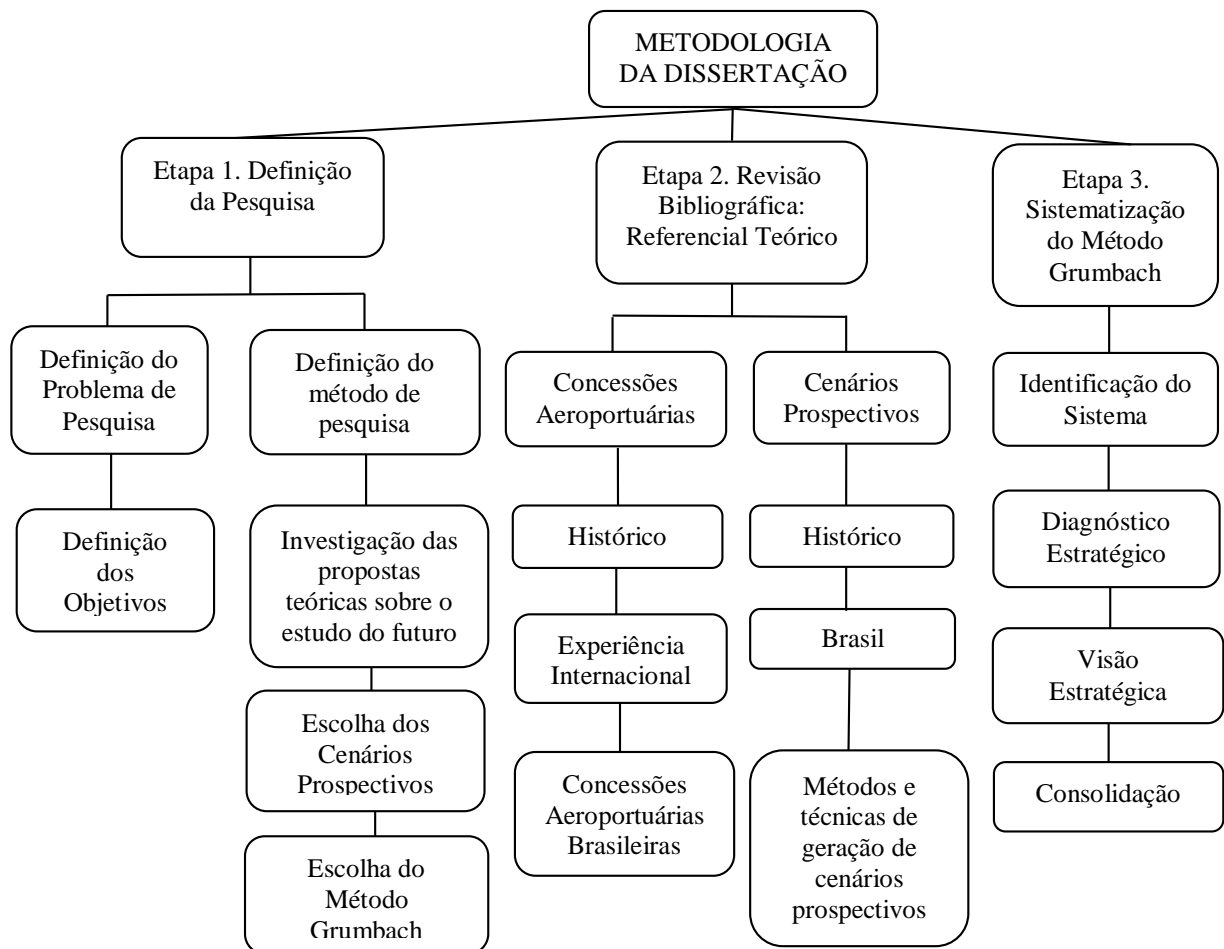 METODOLOGIA
DA DISSERTAÇÃO
Etapa 1. Definição
da Pesquisa
Etapa 2. Revisão
Bibliográfica:
Referencial Teórico
Etapa 3.
Sistematização
do Método
Grumbach
Definição do
Problema de
Pesquisa
Definição do
método de
pesquisa
Concessões
Aeroportuárias
Cenários
Prospectivos
Identificação do
Sistema
Definição
dos
Objetivos
Investigação das
propostas
teóricas sobre o
estudo do futuro
Histórico
Histórico
Diagnóstico
Estratégico
Experiência
Internacional
Brasil
Visão
Estratégica
Escolha dos
Cenários
Prospectivos
Concessões
Aeroportuárias
Brasileiras
Métodos e
técnicas de
geração de
cenários
prospectivos
Consolidação
Escolha do
Método
Grumbach